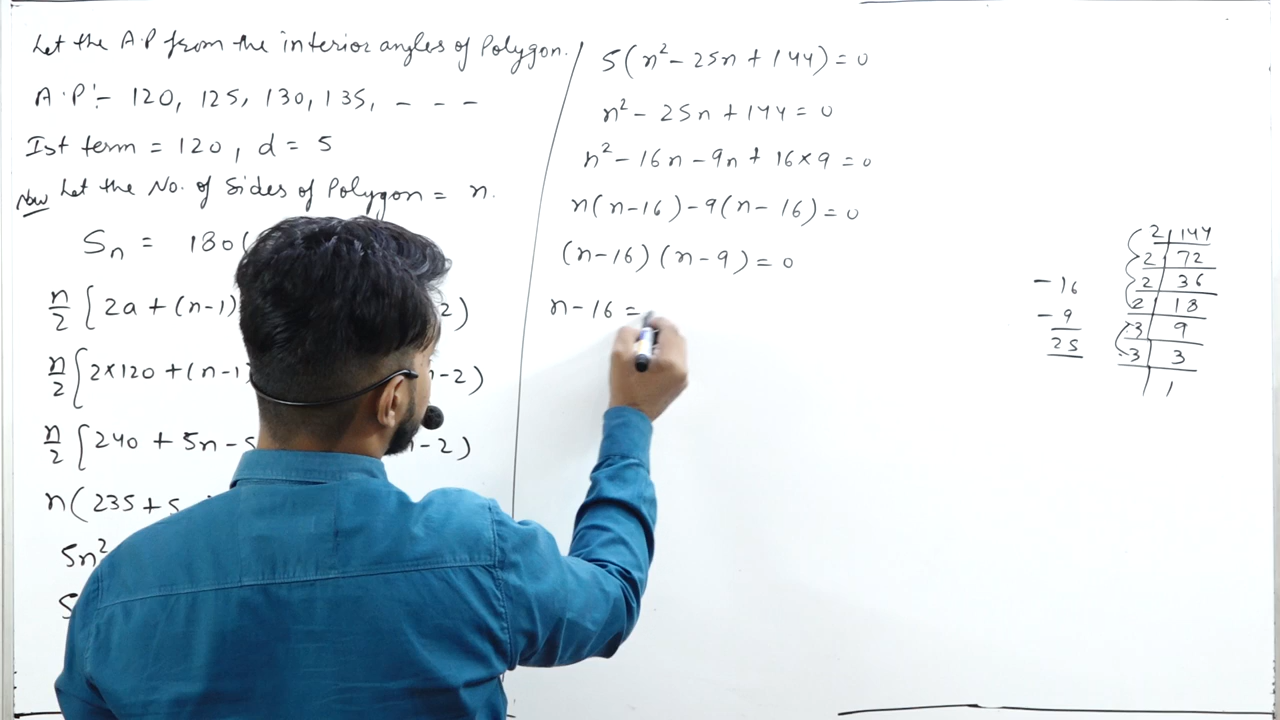 Let the A.P from the interior angles of Polygon.
A.P:- 120, 125, 130, 135, - - -
Ist term = 120, d = 5
Now Let the No. of Sides of Polygon = n.
Sn = 180(
n/2 [2a + (n-1) 2)
n/2 [2×120 + (n-1 n-2)
n/2 [240 + 5n - 5 n-2)
n(235 + 5
5n²
5
5(n² - 25n + 144) = 0
n² - 25n + 144 = 0
n² - 16n - 9n + 16×9 = 0
n(n-16) - 9(n-16) = 0
(n-16)(n-9) = 0
n - 16 =
- 16
- 9
25
2 | 144
2 | 72
2 | 36
2 | 18
3 | 9
3 | 3
| 1